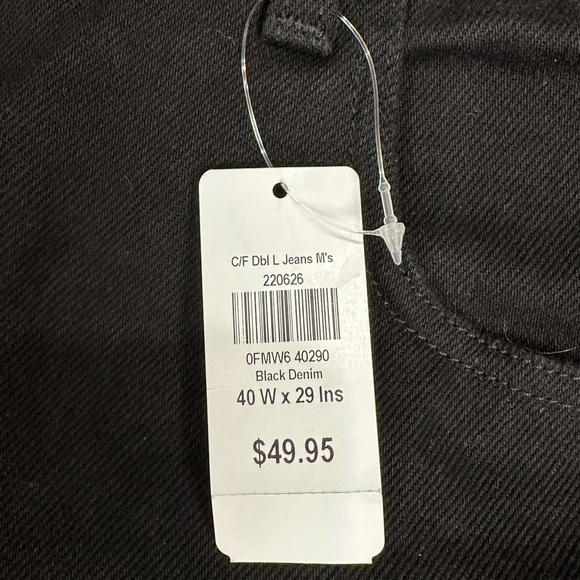 C/F Dbl L Jeans M's
220626
0FMW6 40290
Black Denim
40 W x 29 Ins
$49.95